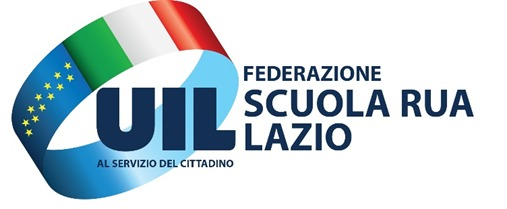 FEDERAZIONE
SCUOLA RUA
UIL LAZIO
AL SERVIZIO DEL CITTADINO